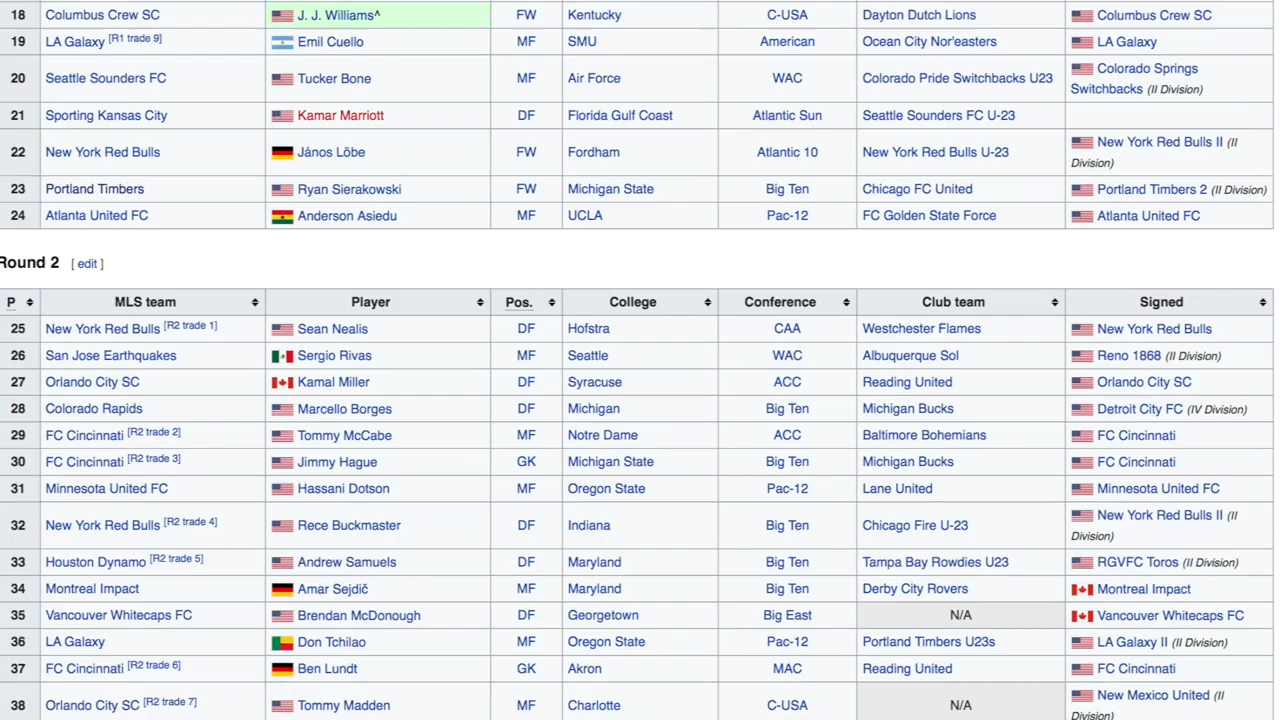 18 Columbus Crew SC J. J. Williams^ FW Kentucky C-USA Dayton Dutch Lions Columbus Crew SC
19 LA Galaxy [R1 trade 9] Emil Cuello MF SMU American Ocean City Nor'easters LA Galaxy
20 Seattle Sounders FC Tucker Bone MF Air Force WAC Colorado Pride Switchbacks U23 Colorado Springs
Switchbacks (II Division)
21 Sporting Kansas City Kamar Marriott DF Florida Gulf Coast Atlantic Sun Seattle Sounders FC U-23
22 New York Red Bulls János Löbe FW Fordham Atlantic 10 New York Red Bulls U-23 New York Red Bulls II (II
Division)
23 Portland Timbers Ryan Sierakowski FW Michigan State Big Ten Chicago FC United Portland Timbers 2 (II Division)
24 Atlanta United FC Anderson Asiedu MF UCLA Pac-12 FC Golden State Force Atlanta United FC
Round 2 [ edit ]
P MLS team Player Pos. College Conference Club team Signed
25 New York Red Bulls [R2 trade 1] Sean Nealis DF Hofstra CAA Westchester Flames New York Red Bulls
26 San Jose Earthquakes Sergio Rivas MF Seattle WAC Albuquerque Sol Reno 1868 (II Division)
27 Orlando City SC Kamal Miller DF Syracuse ACC Reading United Orlando City SC
28 Colorado Rapids Marcello Borges DF Michigan Big Ten Michigan Bucks Detroit City FC (IV Division)
29 FC Cincinnati [R2 trade 2] Tommy McCabe MF Notre Dame ACC Baltimore Bohemians FC Cincinnati
30 FC Cincinnati [R2 trade 3] Jimmy Hague GK Michigan State Big Ten Michigan Bucks FC Cincinnati
31 Minnesota United FC Hassani Dotson MF Oregon State Pac-12 Lane United Minnesota United FC
32 New York Red Bulls [R2 trade 4] Rece Buckmaster DF Indiana Big Ten Chicago Fire U-23 New York Red Bulls II (II
Division)
33 Houston Dynamo [R2 trade 5] Andrew Samuels DF Maryland Big Ten Tampa Bay Rowdies U23 RGVFC Toros (II Division)
34 Montreal Impact Amar Sejdič MF Maryland Big Ten Derby City Rovers Montreal Impact
35 Vancouver Whitecaps FC Brendan McDonough DF Georgetown Big East N/A Vancouver Whitecaps FC
36 LA Galaxy Don Tchilao MF Oregon State Pac-12 Portland Timbers U23s LA Galaxy II (II Division)
37 FC Cincinnati [R2 trade 6] Ben Lundt GK Akron MAC Reading United FC Cincinnati
38 Orlando City SC [R2 trade 7] Tommy Madden MF Charlotte C-USA N/A New Mexico United (II
Division)